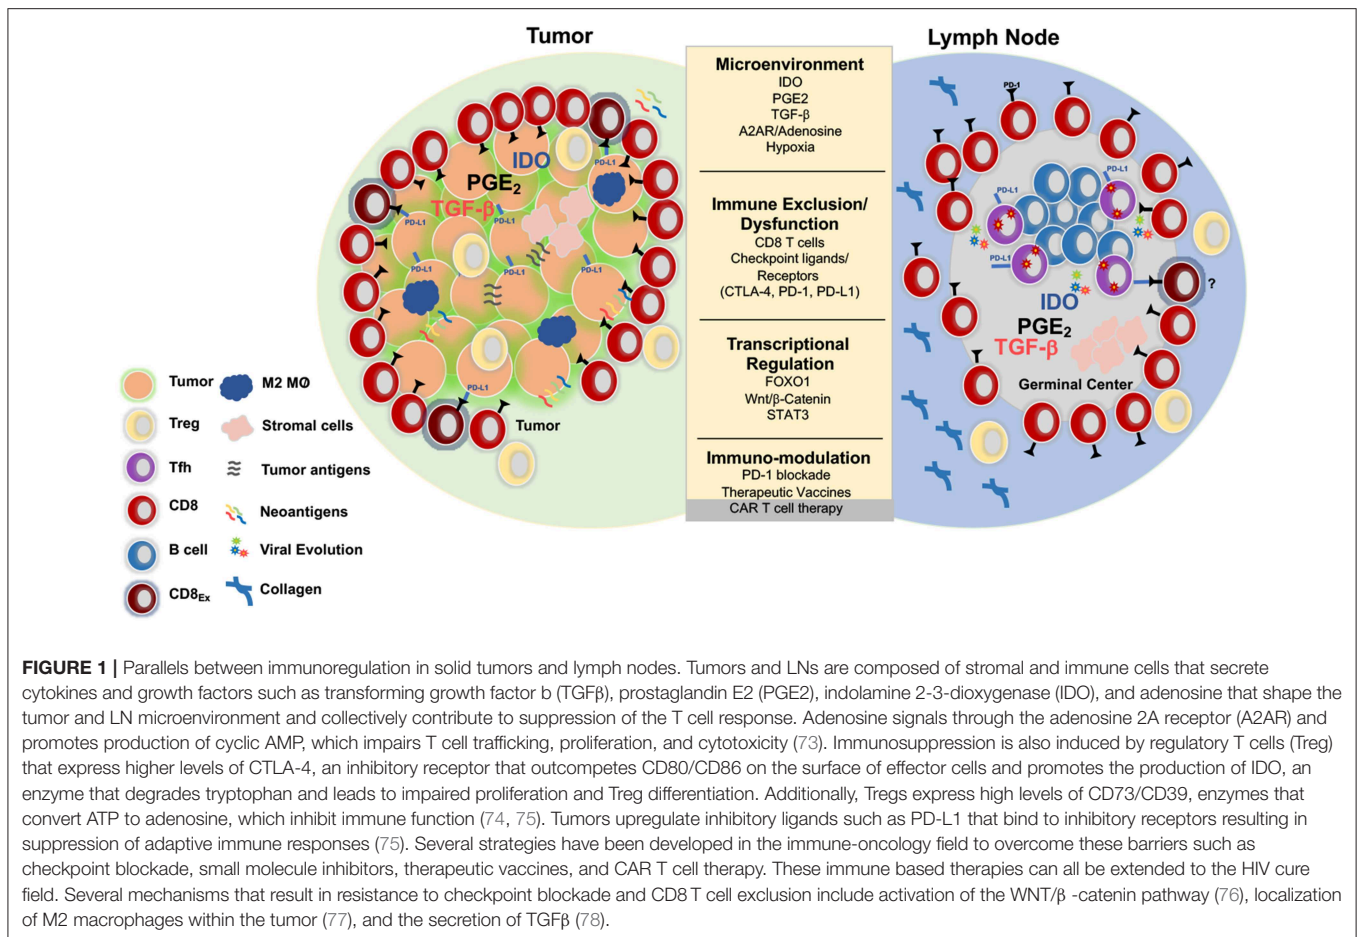 Tumor
Lymph Node
Microenvironment
IDO
PGE2
TGF-β
A2AR/Adenosine
Hypoxia
Immune Exclusion/
Dysfunction
CD8 T cells
Checkpoint ligands/
Receptors
(CTLA-4, PD-1, PD-L1)
Transcriptional
Regulation
FOXO1
Wnt/β-Catenin
STAT3
Immuno-modulation
PD-1 blockade
Therapeutic Vaccines
CAR T cell therapy
IDO
PGE₂
TGF-β
PD-L1
PD-L1
PD-L1
PD-L1
PD-L1
PD-L1
PD-L1
Tumor
PD-1
PD-L1
PD-L1
PD-L1
?
IDO
PGE₂
TGF-β
Germinal Center
Tumor
M2 MØ
Treg
Stromal cells
Tfh
Tumor antigens
CD8
Neoantigens
B cell
Viral Evolution
CD8Ex
Collagen
FIGURE 1 | Parallels between immunoregulation in solid tumors and lymph nodes. Tumors and LNs are composed of stromal and immune cells that secrete
cytokines and growth factors such as transforming growth factor b (TGFβ), prostaglandin E2 (PGE2), indolamine 2-3-dioxygenase (IDO), and adenosine that shape the
tumor and LN microenvironment and collectively contribute to suppression of the T cell response. Adenosine signals through the adenosine 2A receptor (A2AR) and
promotes production of cyclic AMP, which impairs T cell trafficking, proliferation, and cytotoxicity (73). Immunosuppression is also induced by regulatory T cells (Treg)
that express higher levels of CTLA-4, an inhibitory receptor that outcompetes CD80/CD86 on the surface of effector cells and promotes the production of IDO, an
enzyme that degrades tryptophan and leads to impaired proliferation and Treg differentiation. Additionally, Tregs express high levels of CD73/CD39, enzymes that
convert ATP to adenosine, which inhibit immune function (74, 75). Tumors upregulate inhibitory ligands such as PD-L1 that bind to inhibitory receptors resulting in
suppression of adaptive immune responses (75). Several strategies have been developed in the immune-oncology field to overcome these barriers such as
checkpoint blockade, small molecule inhibitors, therapeutic vaccines, and CAR T cell therapy. These immune based therapies can all be extended to the HIV cure
field. Several mechanisms that result in resistance to checkpoint blockade and CD8 T cell exclusion include activation of the WNT/β -catenin pathway (76), localization
of M2 macrophages within the tumor (77), and the secretion of TGFβ (78).